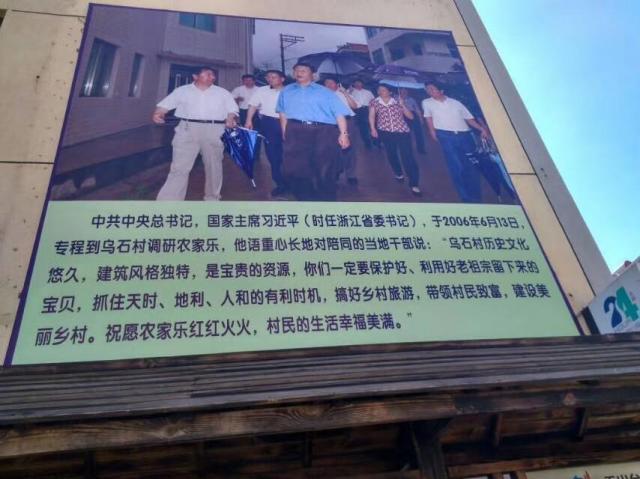 中共中央总书记，国家主席习近平（时任浙江省委书记），于2006年6月13日，
专程到乌石村调研农家乐，他语重心长地对陪同的当地干部说：“乌石村历史文化
悠久，建筑风格独特，是宝贵的资源，你们一定要保护好、利用好老祖宗留下来的
宝贝，抓住天时、地利、人和的有利时机，搞好乡村旅游，带领村民致富，建设美
丽乡村。祝愿农家乐红红火火，村民的生活幸福美满。”
24